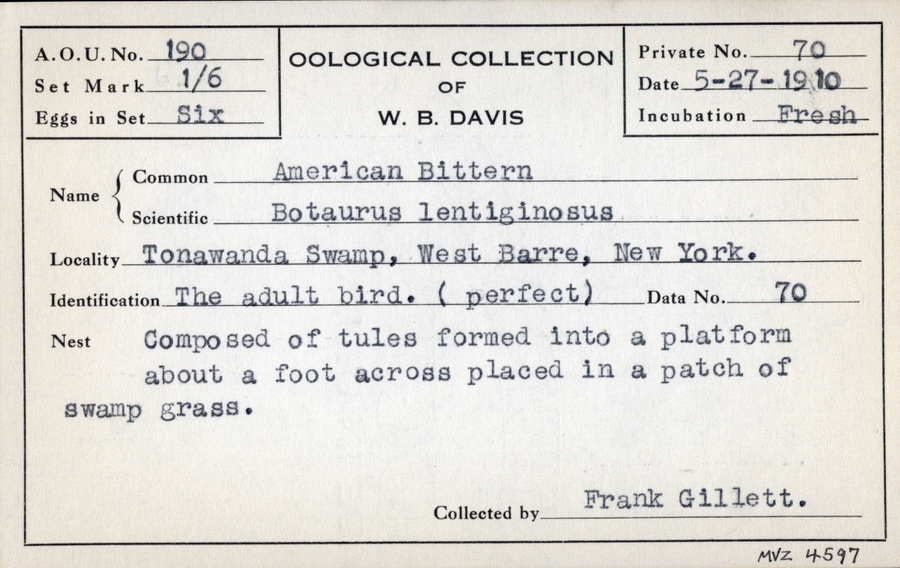 A.O.U. No. 190
Set Mark 1/6
Eggs in Set Six
OOLOGICAL COLLECTION
OF
W. B. DAVIS
Private No. 70
Date 5-27-1910
Incubation Fresh
Name { Common American Bittern
Scientific Botaurus lentiginosus
Locality Tonawanda Swamp, West Barre, New York.
Identification The adult bird. ( perfect) Data No. 70
Nest Composed of tules formed into a platform
about a foot across placed in a patch of
swamp grass.
Collected by Frank Gillett.
MVZ 4597